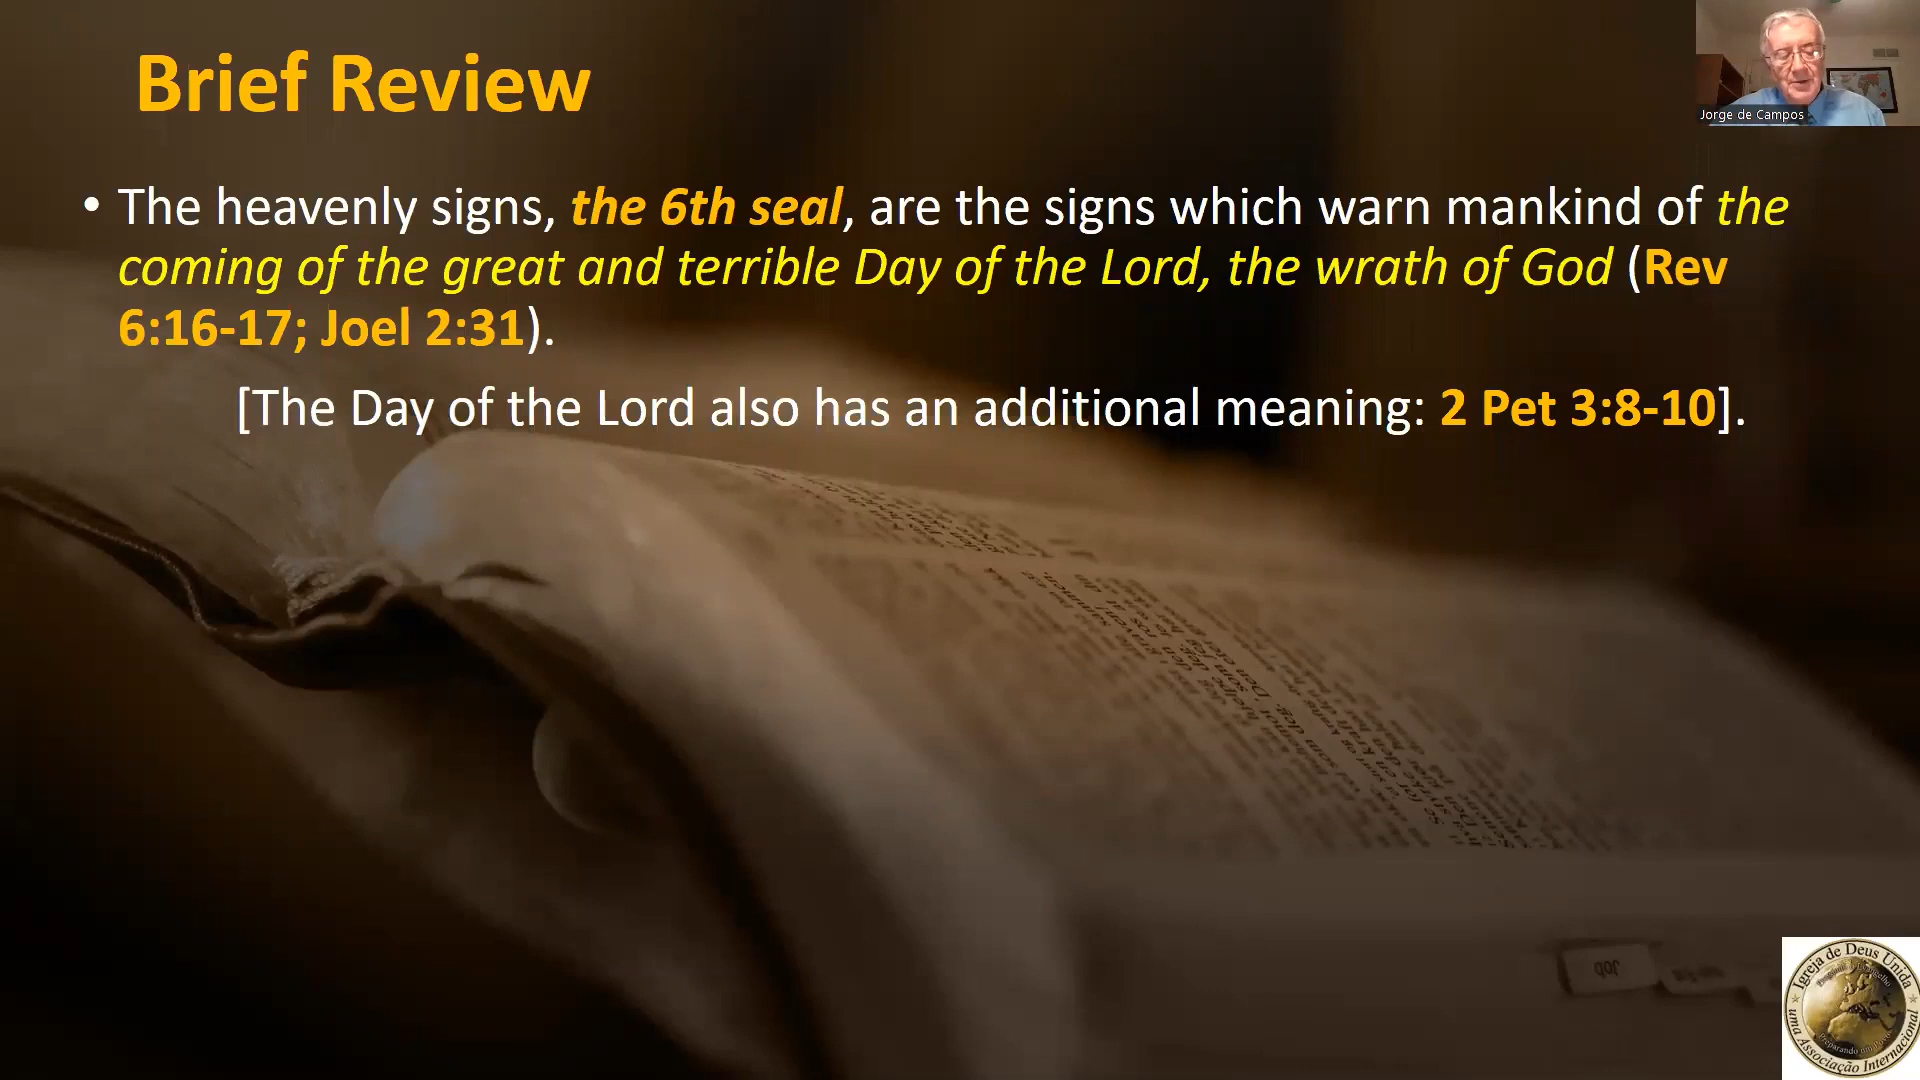 Brief Review
Jorge de Campos
• The heavenly signs, the 6th seal, are the signs which warn mankind of the
coming of the great and terrible Day of the Lord, the wrath of God (Rev
6:16-17; Joel 2:31).
[The Day of the Lord also has an additional meaning: 2 Pet 3:8-10].
Job
Igreja de Deus Unida
uma Associação Internacional